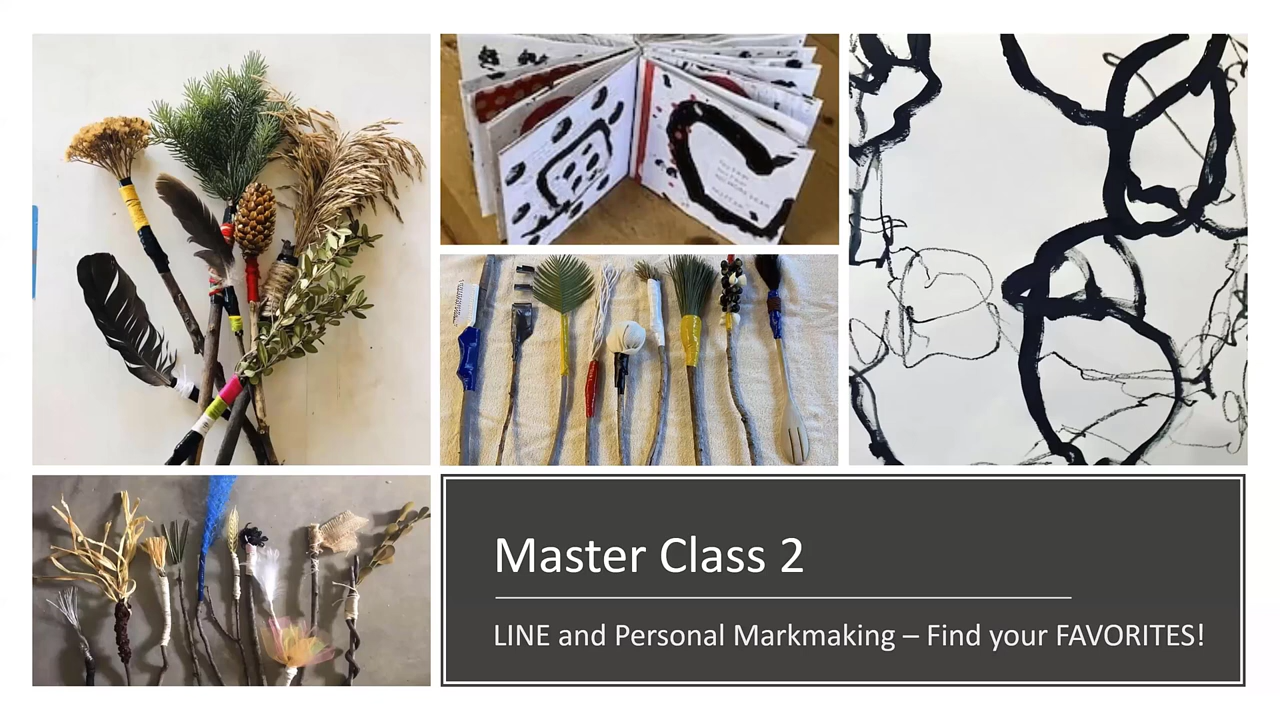 Master Class 2
LINE and Personal Markmaking – Find your FAVORITES!